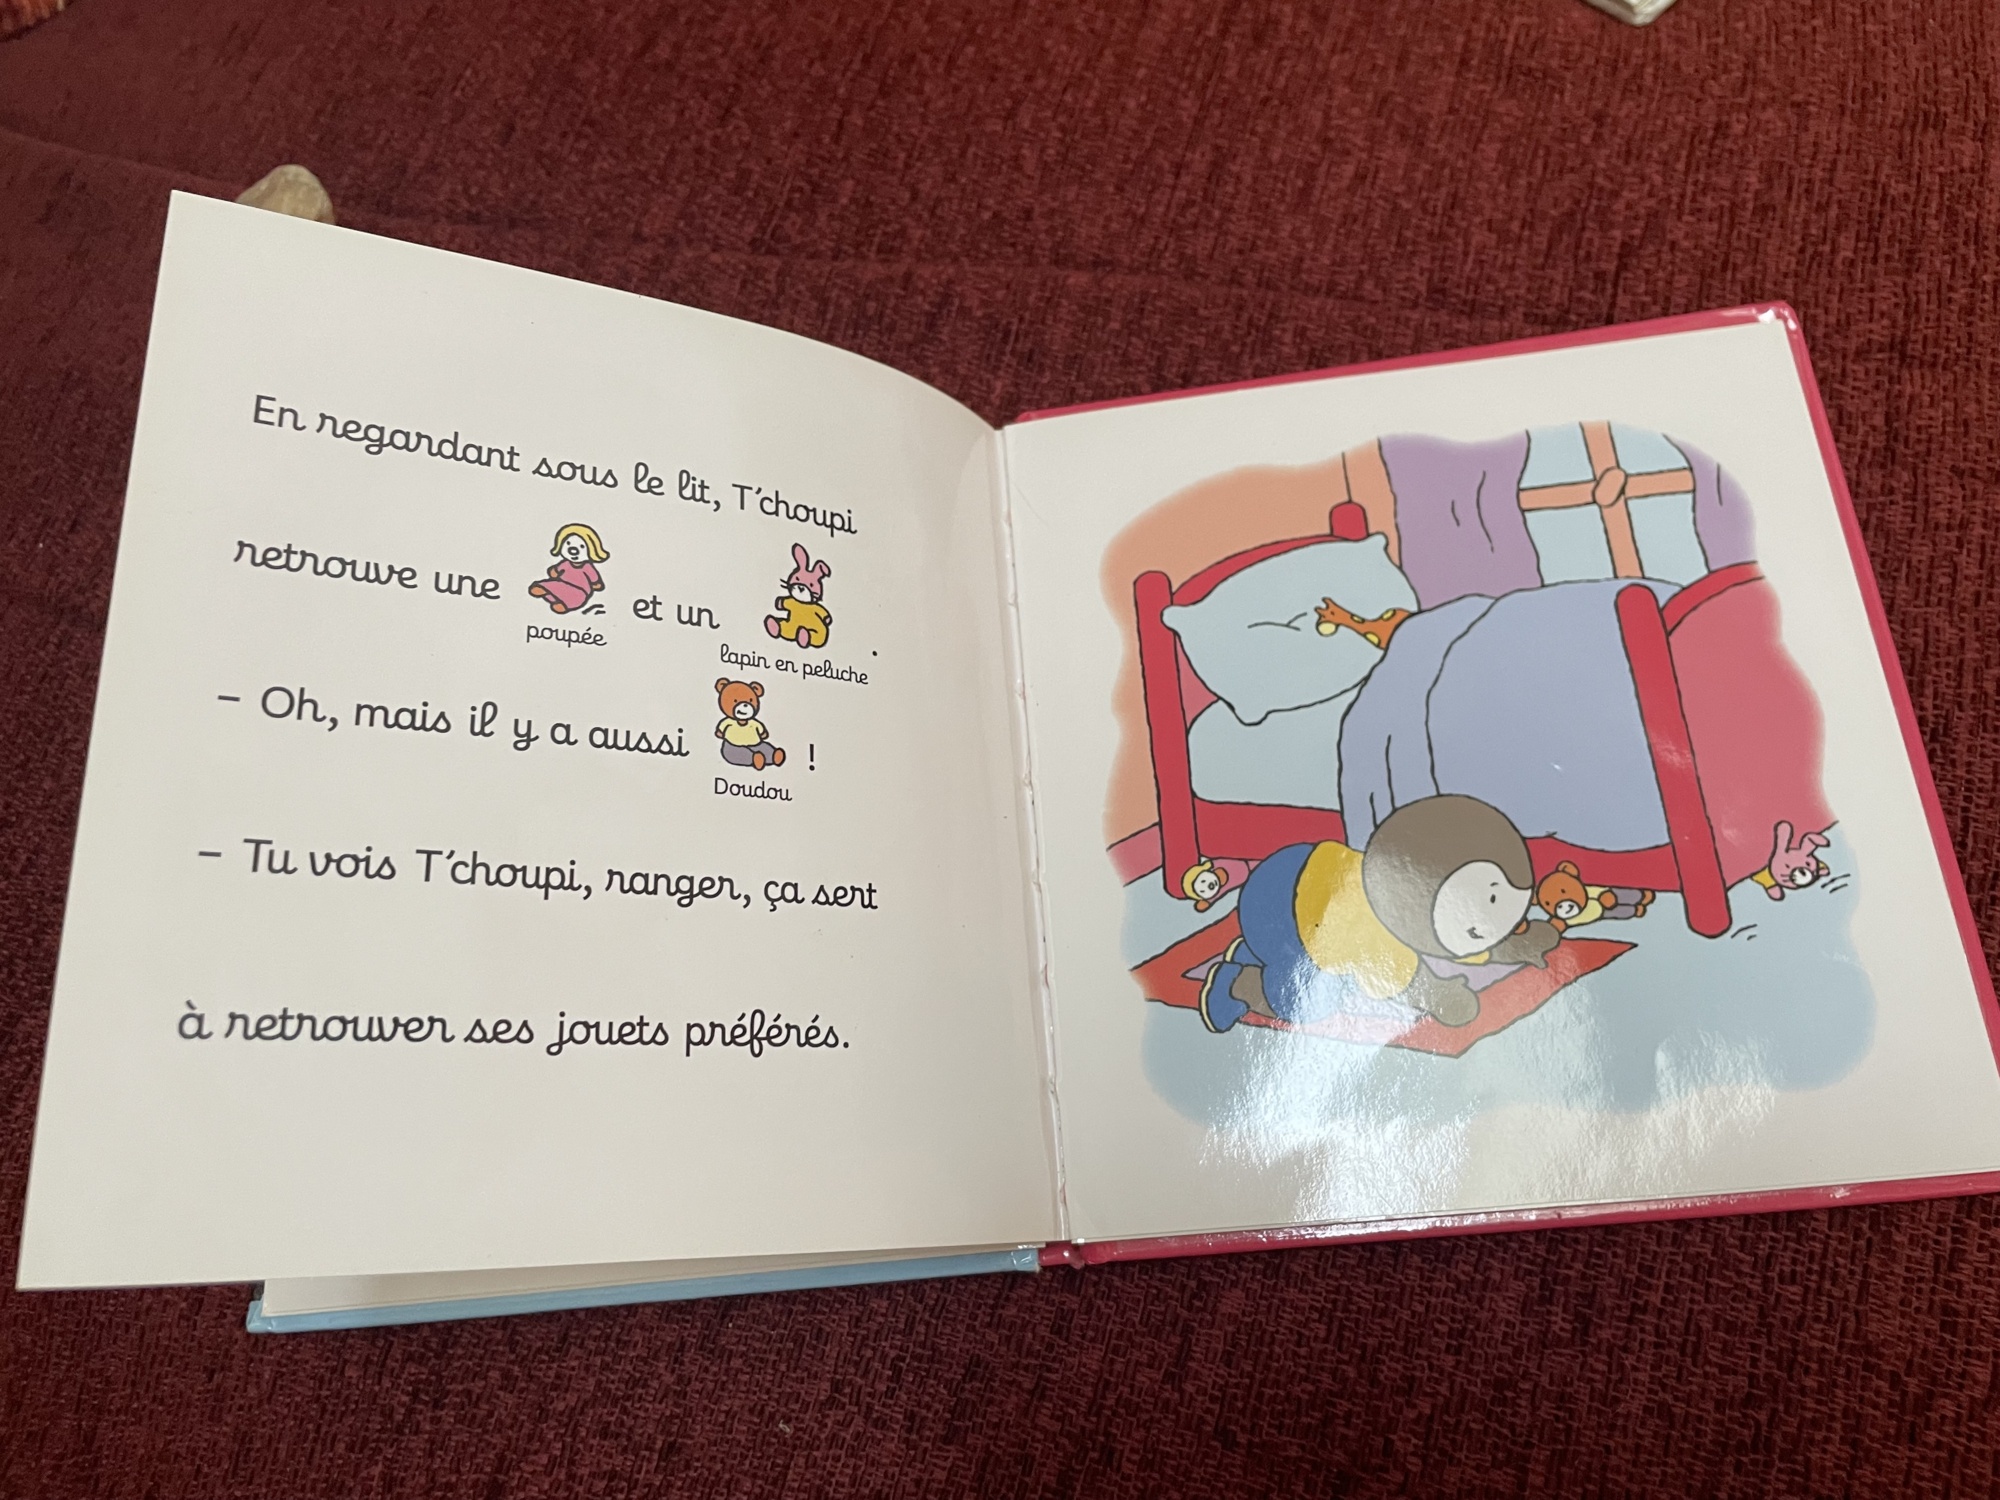 En regardant sous le lit, T'choupi
retrouve une et un .
poupée
lapin en peluche
– Oh, mais il y a aussi !
Doudou
– Tu vois T'choupi, ranger, ça sert
à retrouver ses jouets préférés.